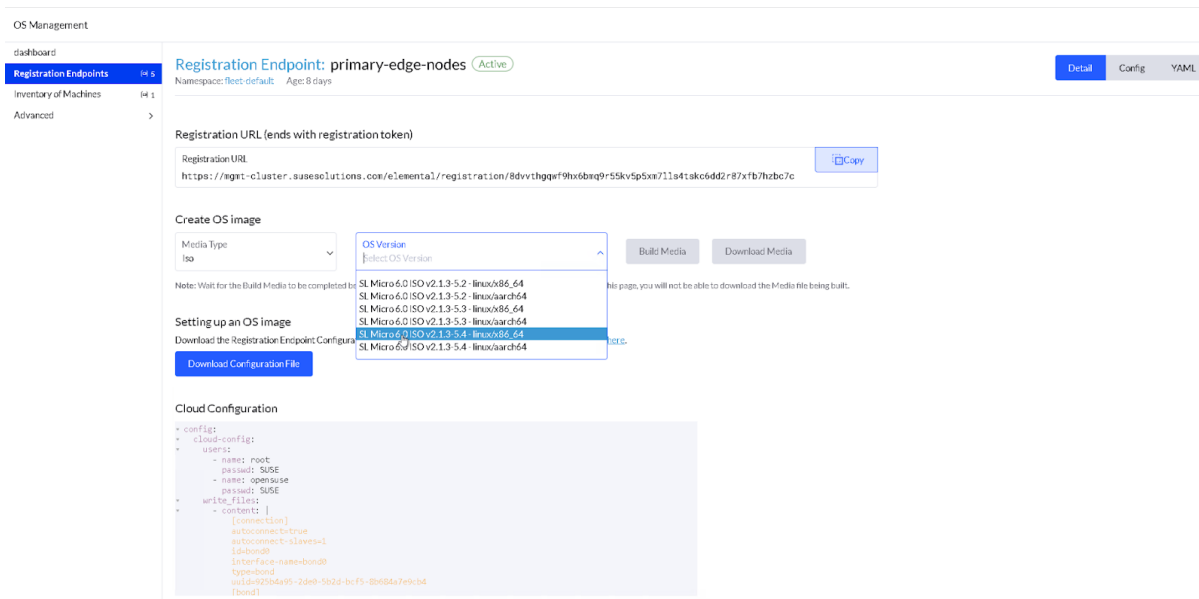 OS Management
dashboard
Registration Endpoints 5
Inventory of Machines 1
Advanced
Registration Endpoint: primary-edge-nodes Active
Namespace: fleet-default Age: 8 days
Detail Config YAML
Registration URL (ends with registration token)
Registration URL
Copy
https://mgmt-cluster.susesolutions.com/elemental/registration/8dvvthgqwf9hx6bmq9r55kv5p5xm7lls4tskc6dd2r87xfb7hzbc7c
Create OS image
Media Type
Iso
OS Version
Select OS Version
Build Media
Download Media
SL Micro 6.0 ISO v2.1.3-5.2 - linux/x86_64
SL Micro 6.0 ISO v2.1.3-5.2 - linux/aarch64
SL Micro 6.0 ISO v2.1.3-5.3 - linux/x86_64
SL Micro 6.0 ISO v2.1.3-5.3 - linux/aarch64
SL Micro 6.0 ISO v2.1.3-5.4 - linux/x86_64
SL Micro 6.0 ISO v2.1.3-5.4 - linux/aarch64
Note: Wait for the Build Media to be completed be his page, you will not be able to download the Media file being built.
Setting up an OS image
Download the Registration Endpoint Configura here.
Download Configuration File
Cloud Configuration
config:
cloud-config:
users:
- name: root
passwd: SUSE
- name: opensuse
passwd: SUSE
write_files:
- content: |
[connection]
autoconnect=true
autoconnect-slaves=1
id=bond0
interface-name=bond0
type=bond
uuid=925b4a95-2de0-5b2d-bcf5-8b684a7e9cb4
[bond]